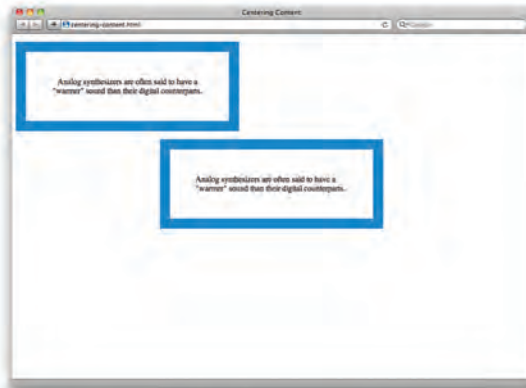 Centering Content
centering-content.html
Analog synthesizers are often said to have a
"warmer" sound than their digital counterparts.
Analog synthesizers are often said to have a
"warmer" sound than their digital counterparts.